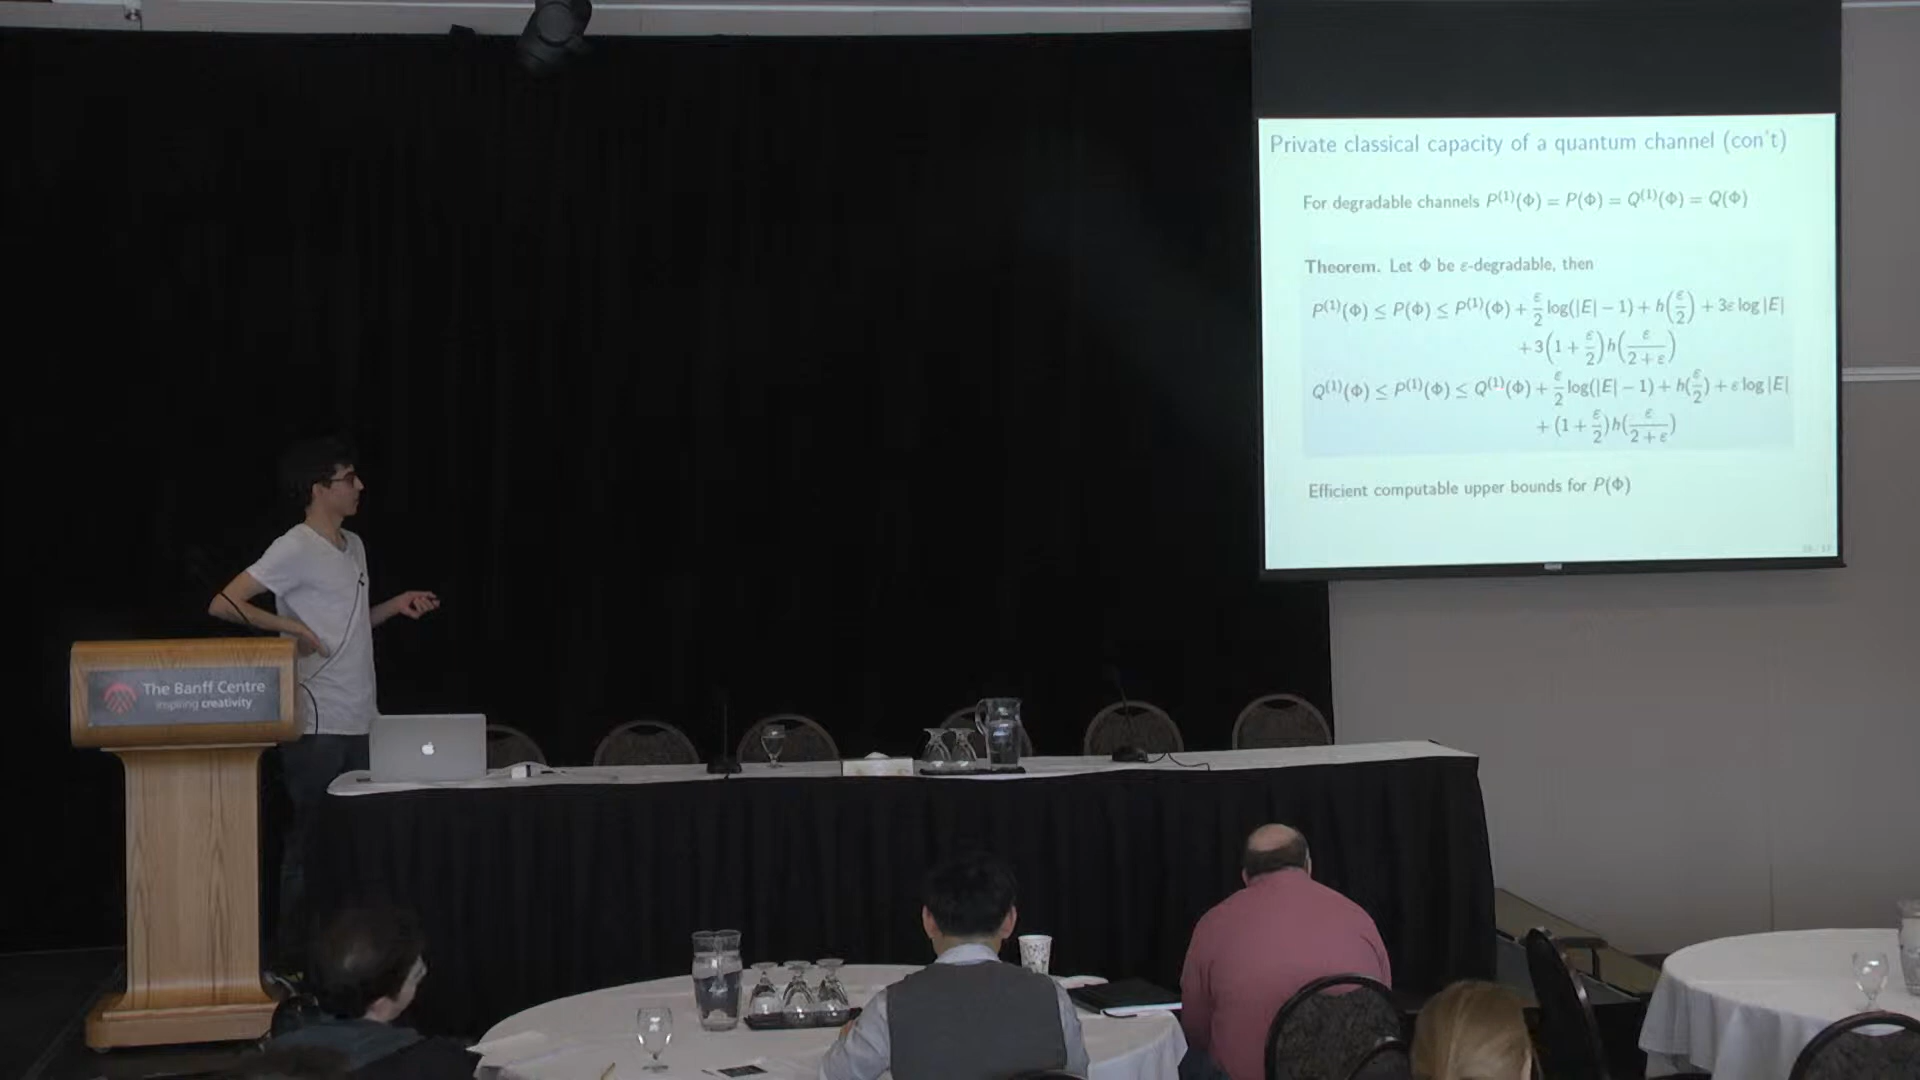 Private classical capacity of a quantum channel (con't)
For degradable channels P⁽¹⁾(Φ) = P(Φ) = Q⁽¹⁾(Φ) = Q(Φ)
Theorem. Let Φ be ε-degradable, then
P⁽¹⁾(Φ) ≤ P(Φ) ≤ P⁽¹⁾(Φ) + ε/2 log(|E| − 1) + h(ε/2) + 3ε log |E|
+ 3(1 + ε/2)h(ε/(2 + ε))
Q⁽¹⁾(Φ) ≤ P⁽¹⁾(Φ) ≤ Q⁽¹⁾(Φ) + ε/2 log(|E| − 1) + h(ε/2) + ε log |E|
+ (1 + ε/2)h(ε/(2 + ε))
Efficient computable upper bounds for P(Φ)
The Banff Centre
inspiring creativity